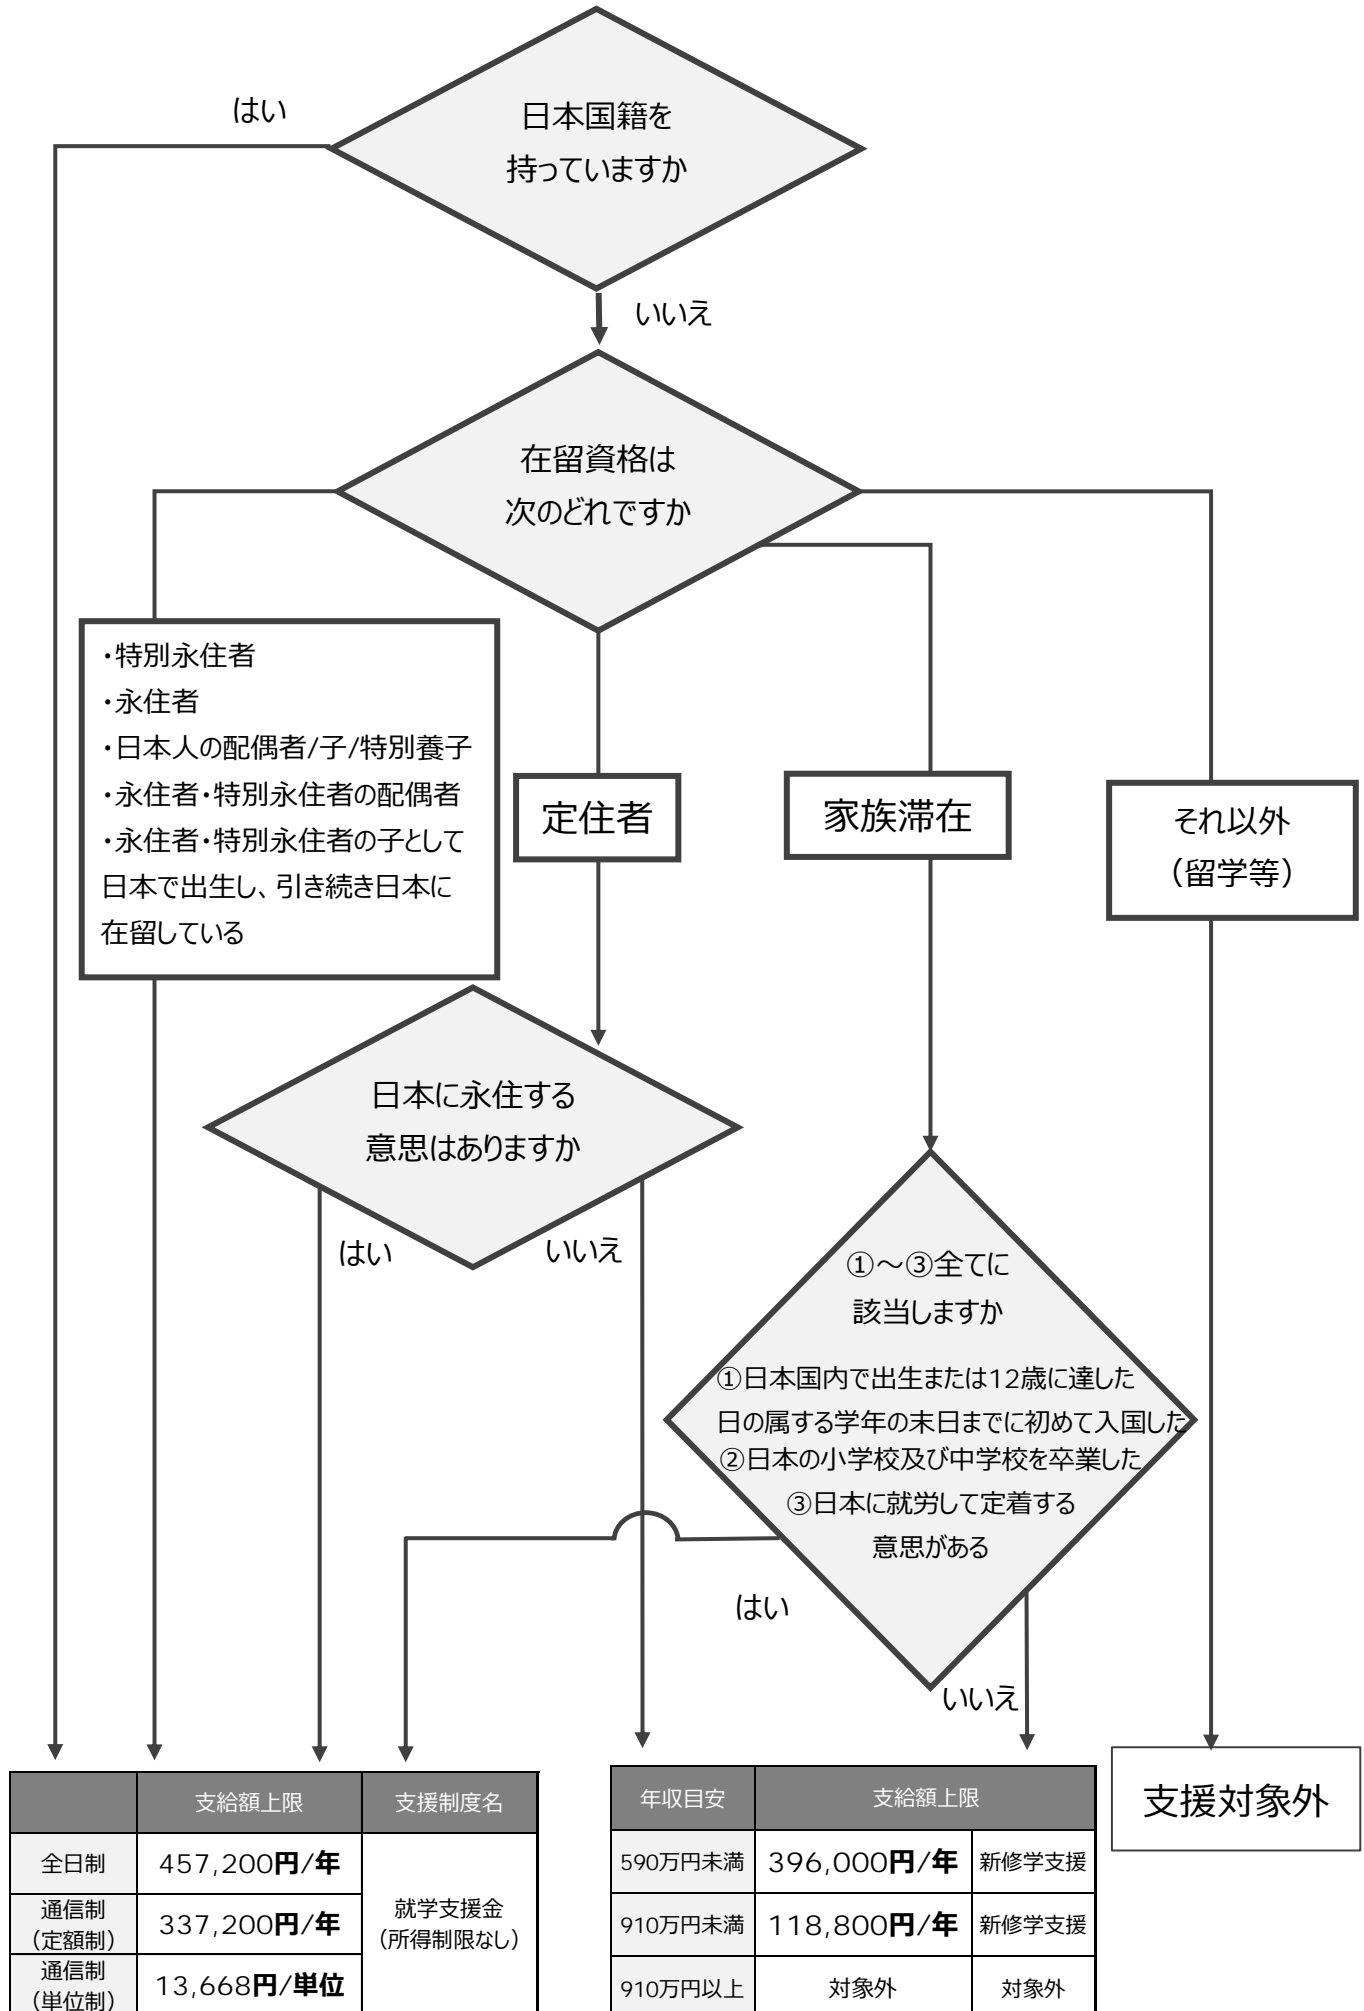 はい
日本国籍を
持っていますか
いいえ
在留資格は
次のどれですか
・特別永住者
・永住者
・日本人の配偶者/子/特別養子
・永住者・特別永住者の配偶者
・永住者・特別永住者の子として
日本で出生し、引き続き日本に
在留している
定住者
家族滞在
それ以外
（留学等）
日本に永住する
意思はありますか
はい
いいえ
①～③全てに
該当しますか
①日本国内で出生または12歳に達した
日の属する学年の末日までに初めて入国した
②日本の小学校及び中学校を卒業した
③日本に就労して定着する
意思がある
はい
いいえ
支給額上限 支援制度名
全日制 457,200円/年
通信制
（定額制）
337,200円/年
就学支援金
（所得制限なし）
通信制
（単位制）
13,668円/単位
年収目安 支給額上限
590万円未満 396,000円/年 新修学支援
910万円未満 118,800円/年 新修学支援
910万円以上 対象外 対象外
支援対象外